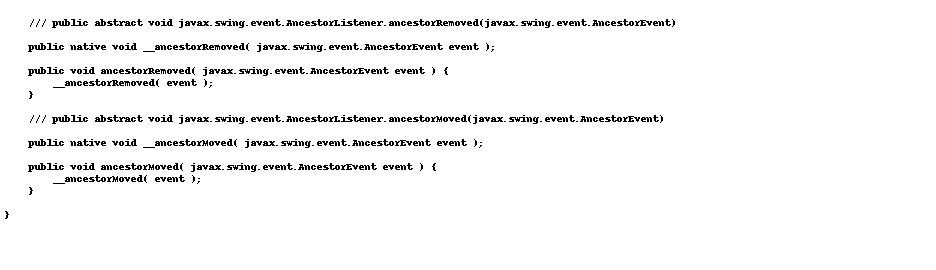 /// public abstract void javax.swing.event.AncestorListener.ancestorRemoved(javax.swing.event.AncestorEvent)
public native void __ancestorRemoved( javax.swing.event.AncestorEvent event );
public void ancestorRemoved( javax.swing.event.AncestorEvent event ) {
__ancestorRemoved( event );
}
/// public abstract void javax.swing.event.AncestorListener.ancestorMoved(javax.swing.event.AncestorEvent)
public native void __ancestorMoved( javax.swing.event.AncestorEvent event );
public void ancestorMoved( javax.swing.event.AncestorEvent event ) {
__ancestorMoved( event );
}
}